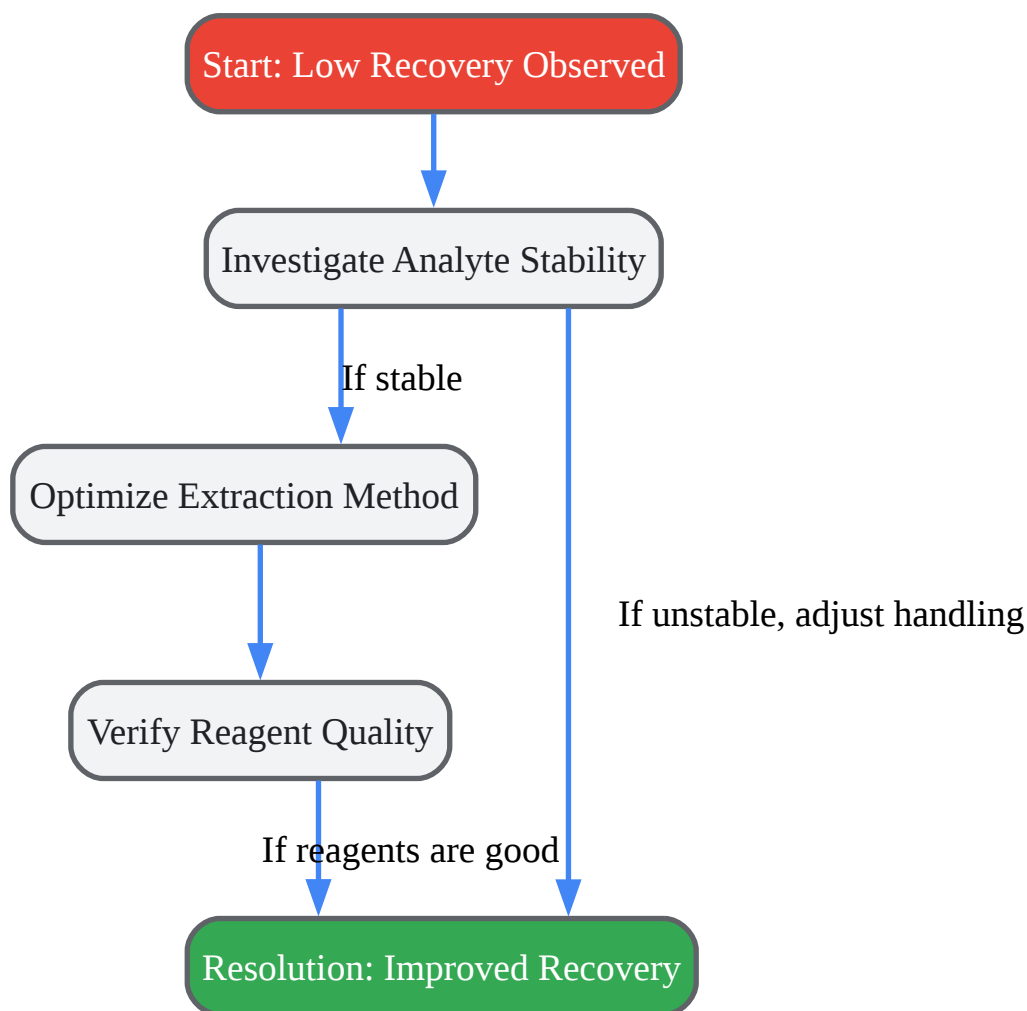 Start: Low Recovery Observed
Investigate Analyte Stability
If stable
Optimize Extraction Method
If unstable, adjust handling
Verify Reagent Quality
If reagents are good
Resolution: Improved Recovery